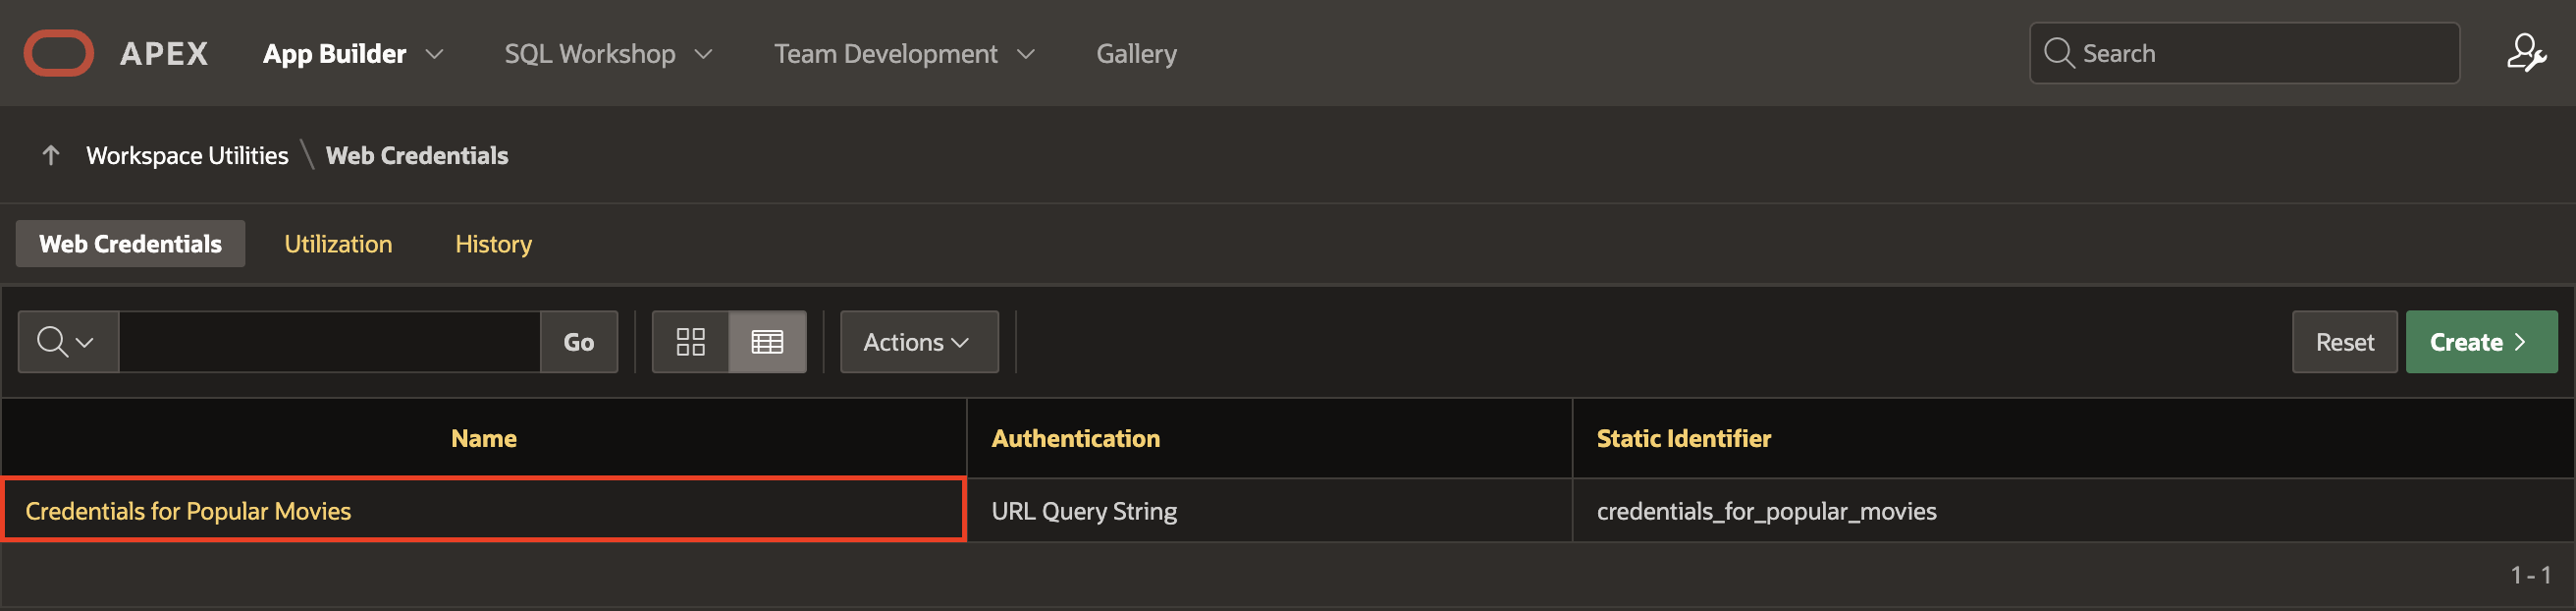 APEX App Builder SQL Workshop Team Development Gallery Search
Workspace Utilities \ Web Credentials
Web Credentials Utilization History
Go Actions Reset Create
Name Authentication Static Identifier
Credentials for Popular Movies URL Query String credentials_for_popular_movies
1 - 1